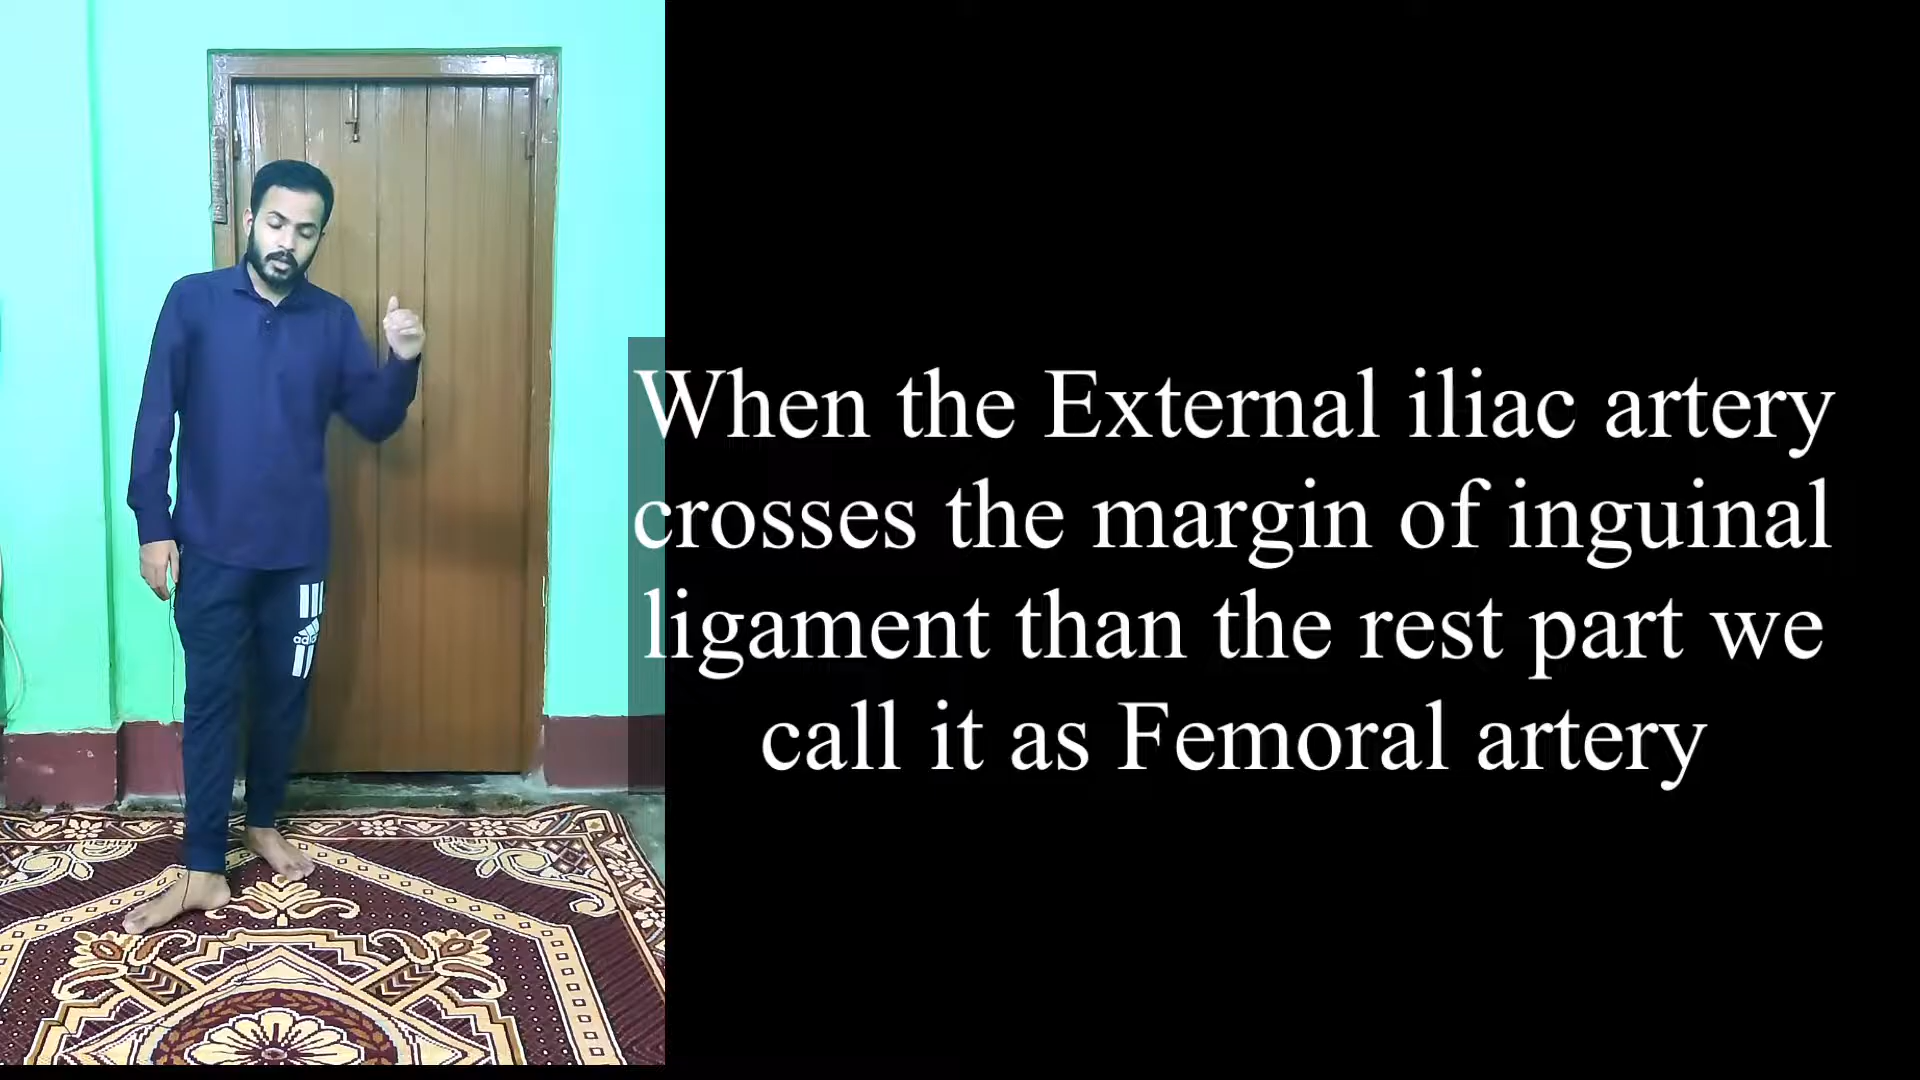 When the External iliac artery
crosses the margin of inguinal
ligament than the rest part we
call it as Femoral artery